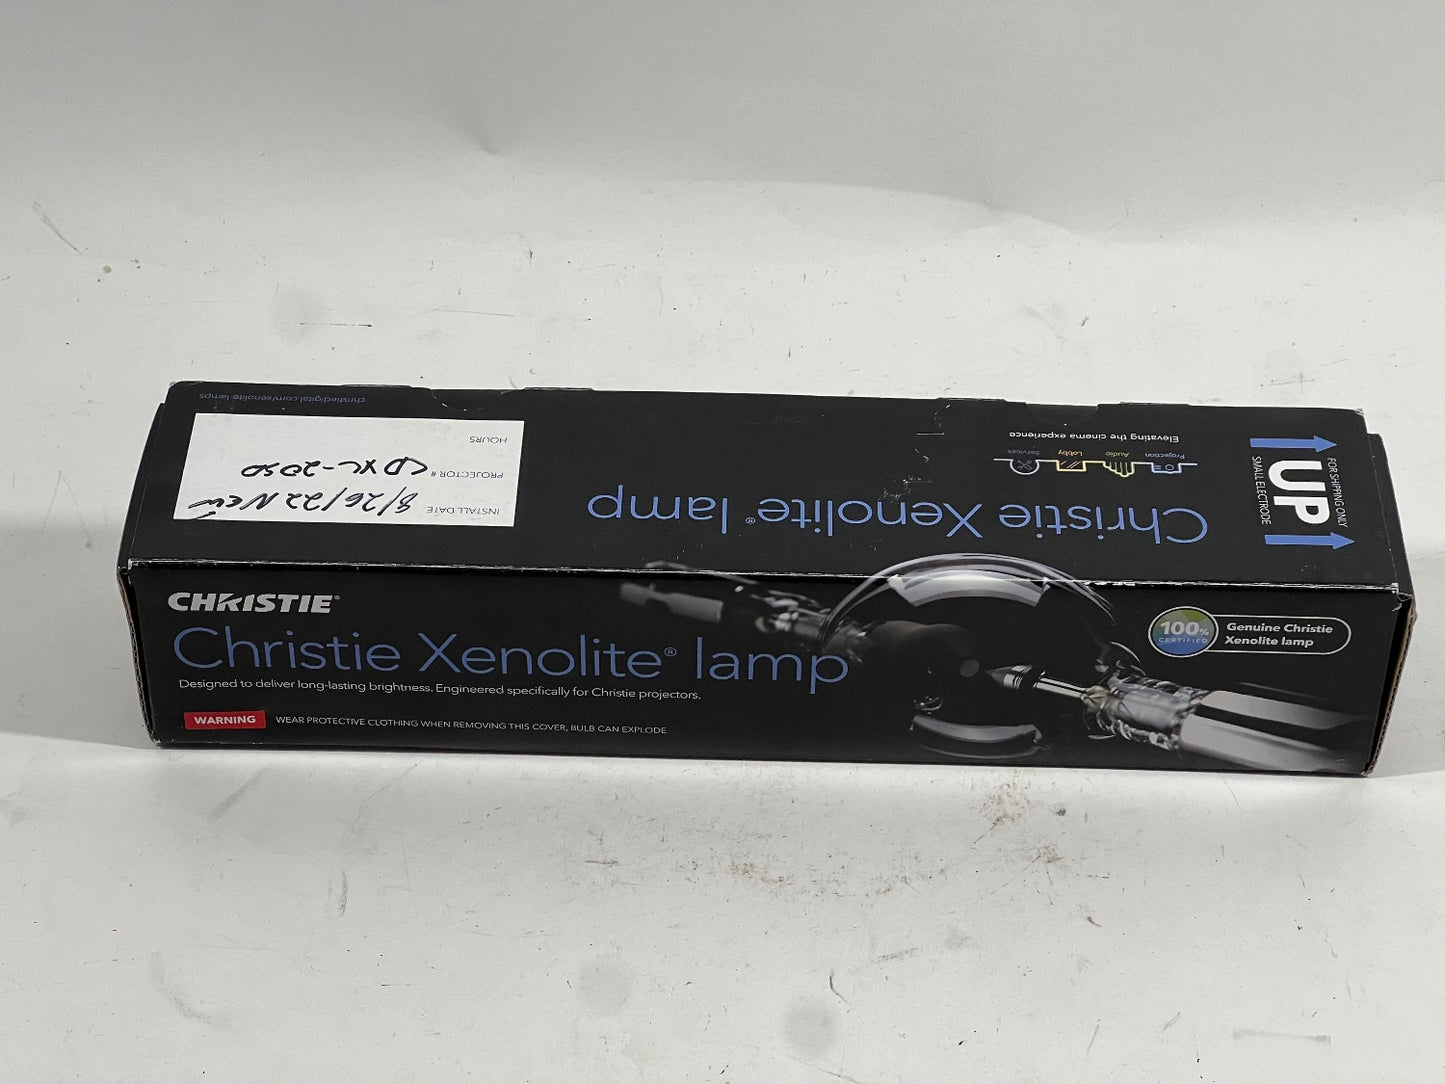 christiedigital.com/xenolite-lamps
INSTALL DATE 8/26/22 NEW
PROJECTOR # CDXL-20SD
HOURS
Christie Xenolite® lamp
Projection Audio Lobby Services
Elevating the cinema experience
FOR SHIPPING ONLY
UP
SMALL ELECTRODE
CHRISTIE®
Christie Xenolite® lamp
Designed to deliver long-lasting brightness. Engineered specifically for Christie projectors.
WARNING WEAR PROTECTIVE CLOTHING WHEN REMOVING THIS COVER, BULB CAN EXPLODE
100% CERTIFIED
Genuine Christie
Xenolite lamp